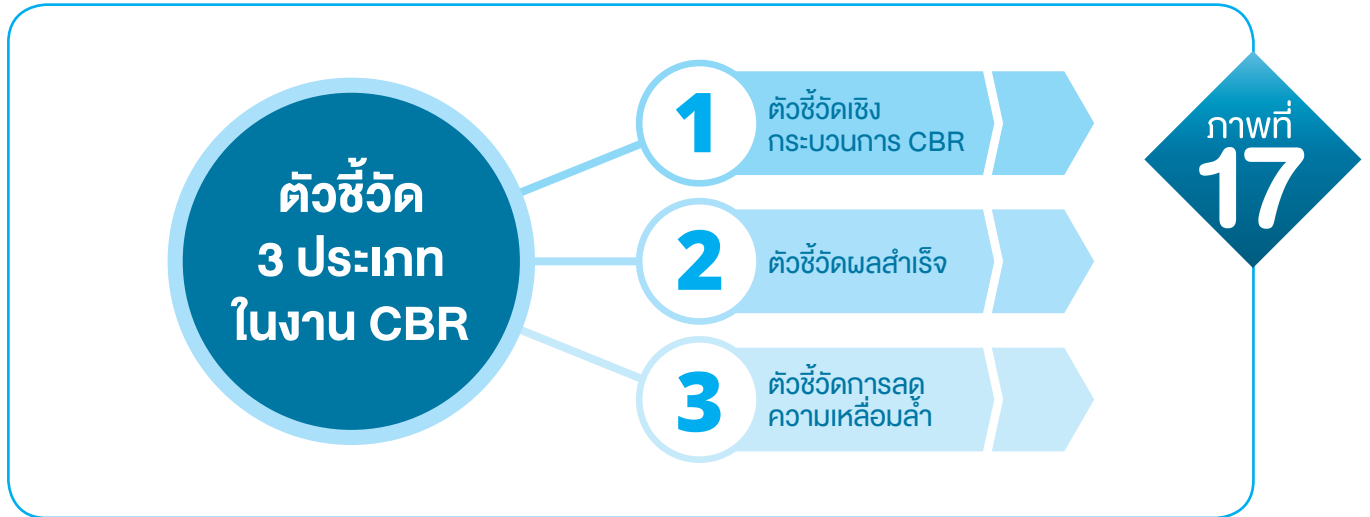 ตัวชี้วัด
3 ประเภท
ในงาน CBR
1
ตัวชี้วัดเชิง
กระบวนการ CBR
2
ตัวชี้วัดผลสำเร็จ
3
ตัวชี้วัดการลด
ความเหลื่อมล้ำ
ภาพที่
17